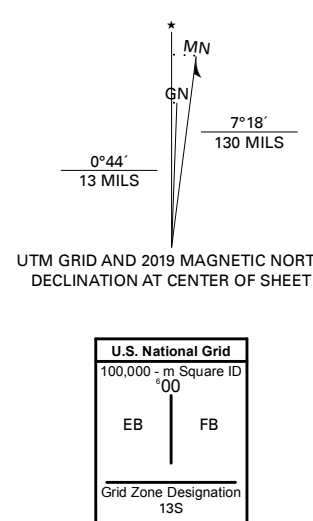 ★
MN
GN
7°18´
130 MILS
0°44´
13 MILS
UTM GRID AND 2019 MAGNETIC NORT
DECLINATION AT CENTER OF SHEET
U.S. National Grid
100,000 - m Square ID
⁶00
EB FB
Grid Zone Designation
13S